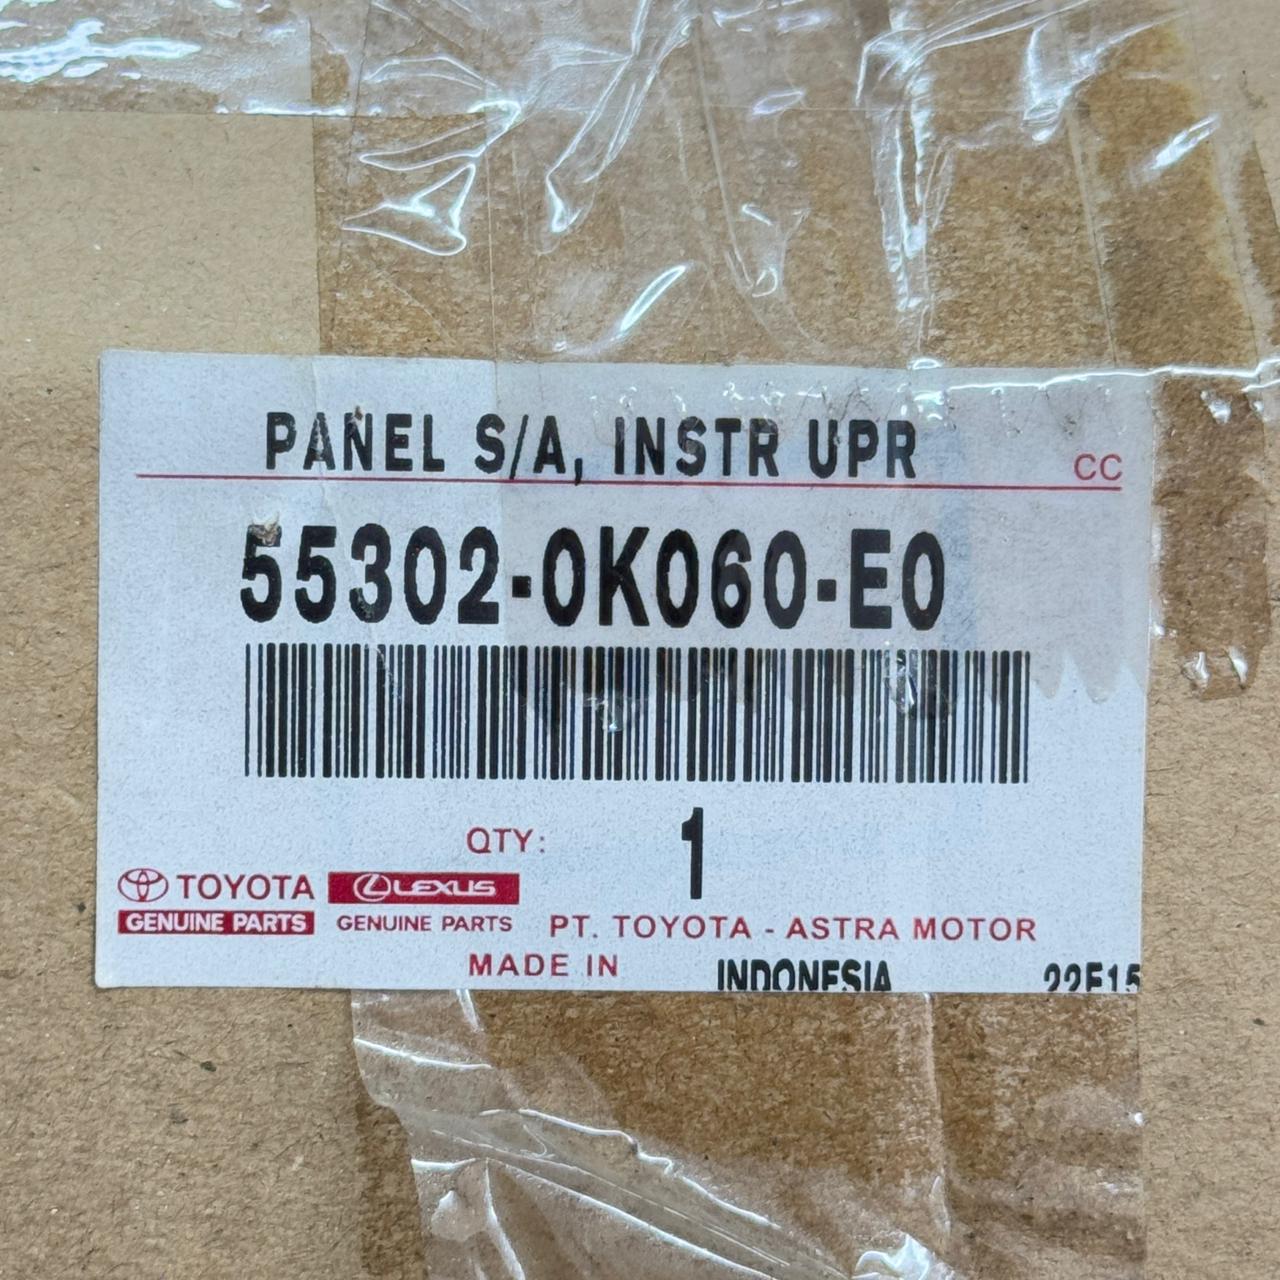 PANEL S/A, INSTR UPR
CC
55302-0K060-E0
QTY: 1
TOYOTA LEXUS
GENUINE PARTS GENUINE PARTS PT. TOYOTA - ASTRA MOTOR
MADE IN INDONESIA 22F15